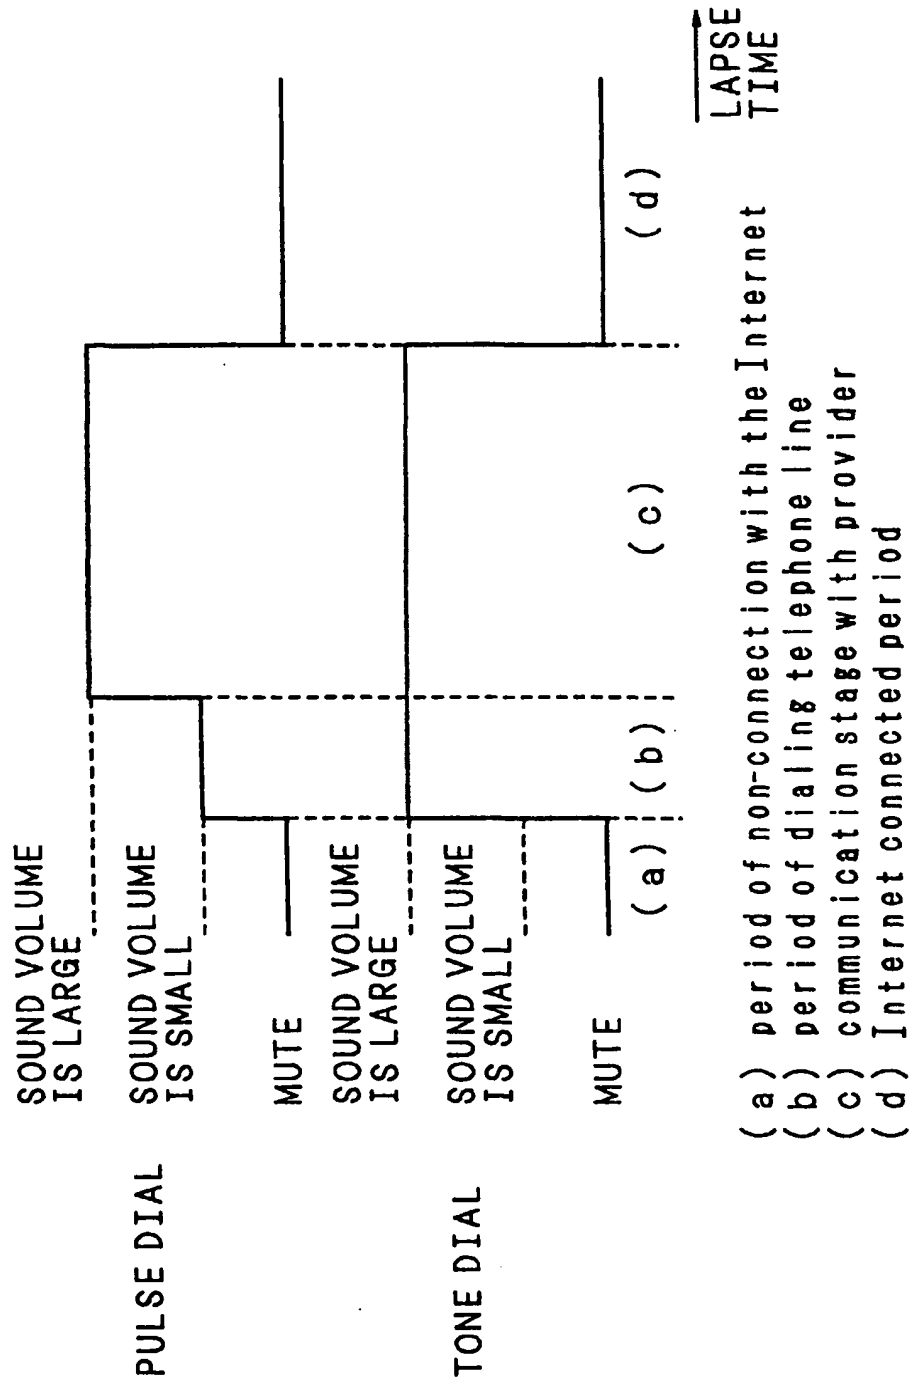 PULSE DIAL
SOUND VOLUME
IS LARGE
SOUND VOLUME
IS SMALL
MUTE
TONE DIAL
SOUND VOLUME
IS LARGE
SOUND VOLUME
IS SMALL
MUTE
(a)
(b)
(c)
(d)
LAPSE
TIME
(a) period of non-connection with the Internet
(b) period of dialing telephone line
(c) communication stage with provider
(d) Internet connected period